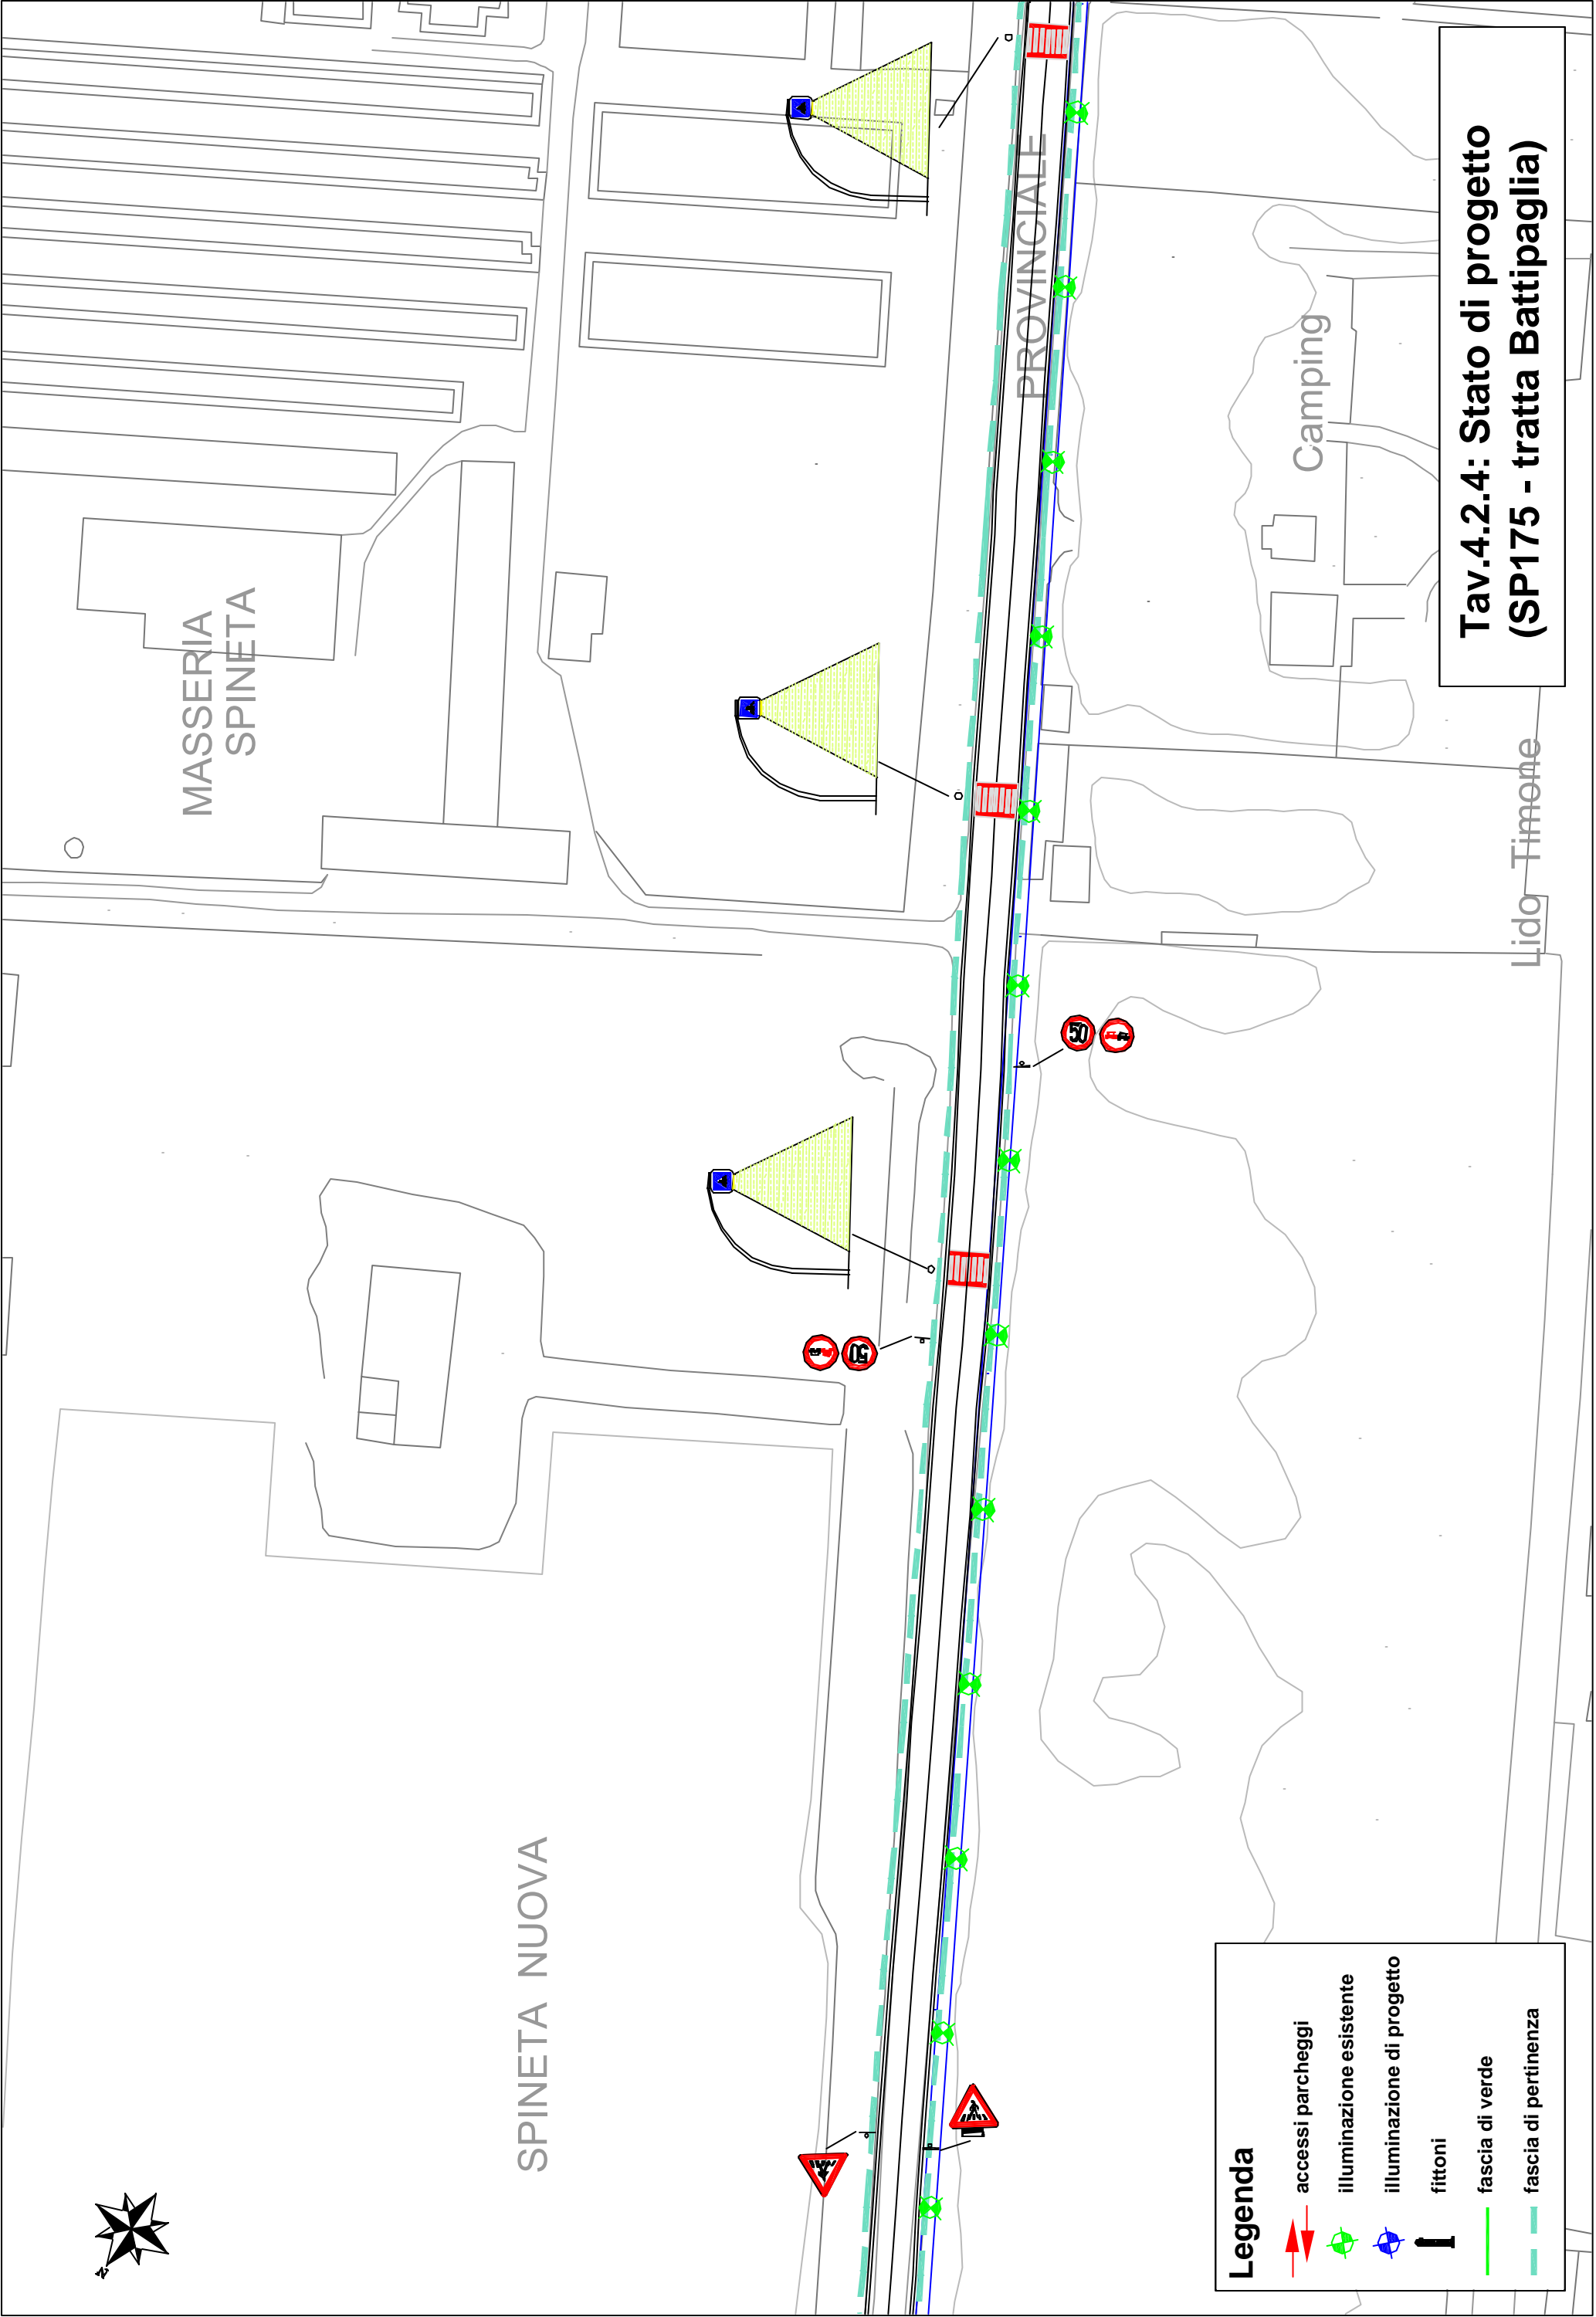 MASSERIA
SPINETA
PROVINCIALE
Camping
Lido Timone
SPINETA NUOVA
50
50
N
Tav.4.2.4: Stato di progetto
(SP175 - tratta Battipaglia)
Legenda
accessi parcheggi
illuminazione esistente
illuminazione di progetto
fittoni
fascia di verde
fascia di pertinenza